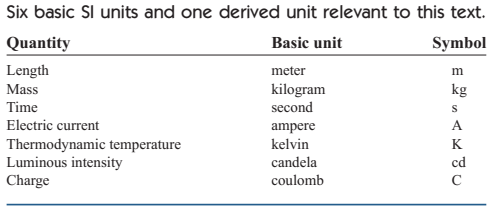 Six basic SI units and one derived unit relevant to this text.
Quantity Basic unit Symbol
Length meter m
Mass kilogram kg
Time second s
Electric current ampere A
Thermodynamic temperature kelvin K
Luminous intensity candela cd
Charge coulomb C